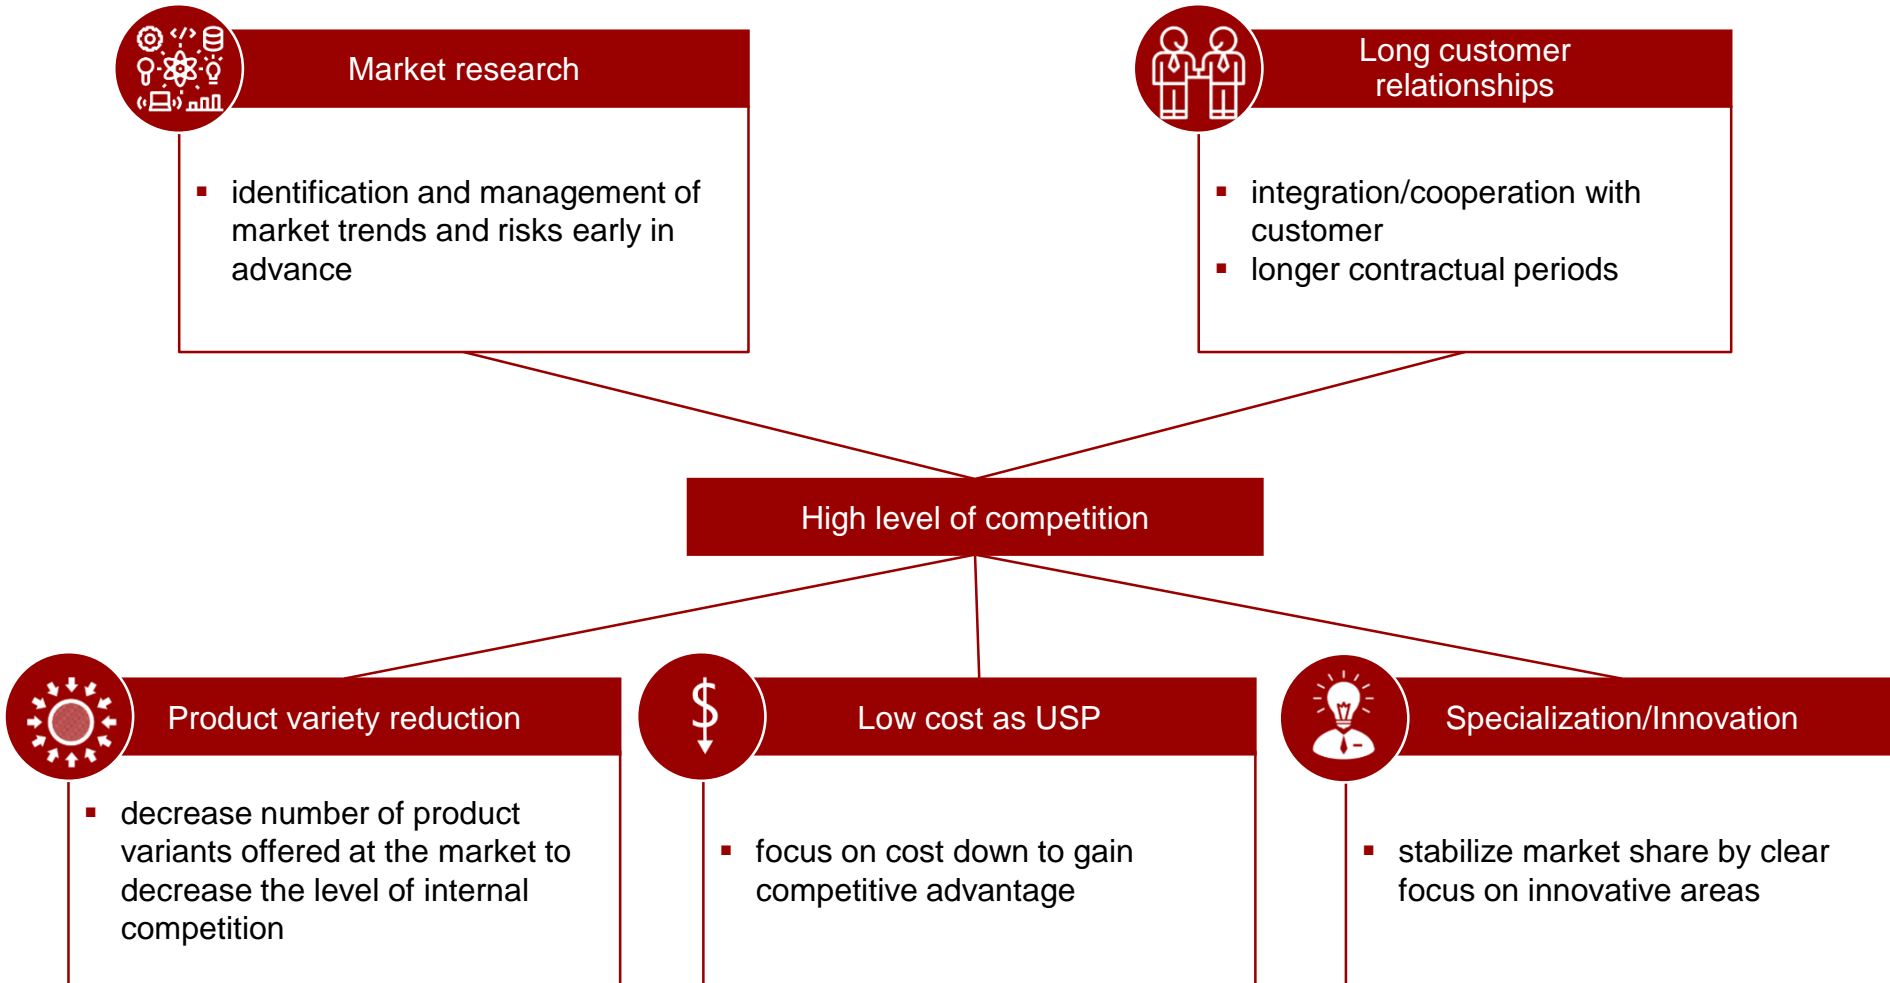 Market research
▪ identification and management of
market trends and risks early in
advance
Long customer
relationships
▪ integration/cooperation with
customer
▪ longer contractual periods
High level of competition
Product variety reduction
▪ decrease number of product
variants offered at the market to
decrease the level of internal
competition
$
Low cost as USP
▪ focus on cost down to gain
competitive advantage
Specialization/Innovation
▪ stabilize market share by clear
focus on innovative areas